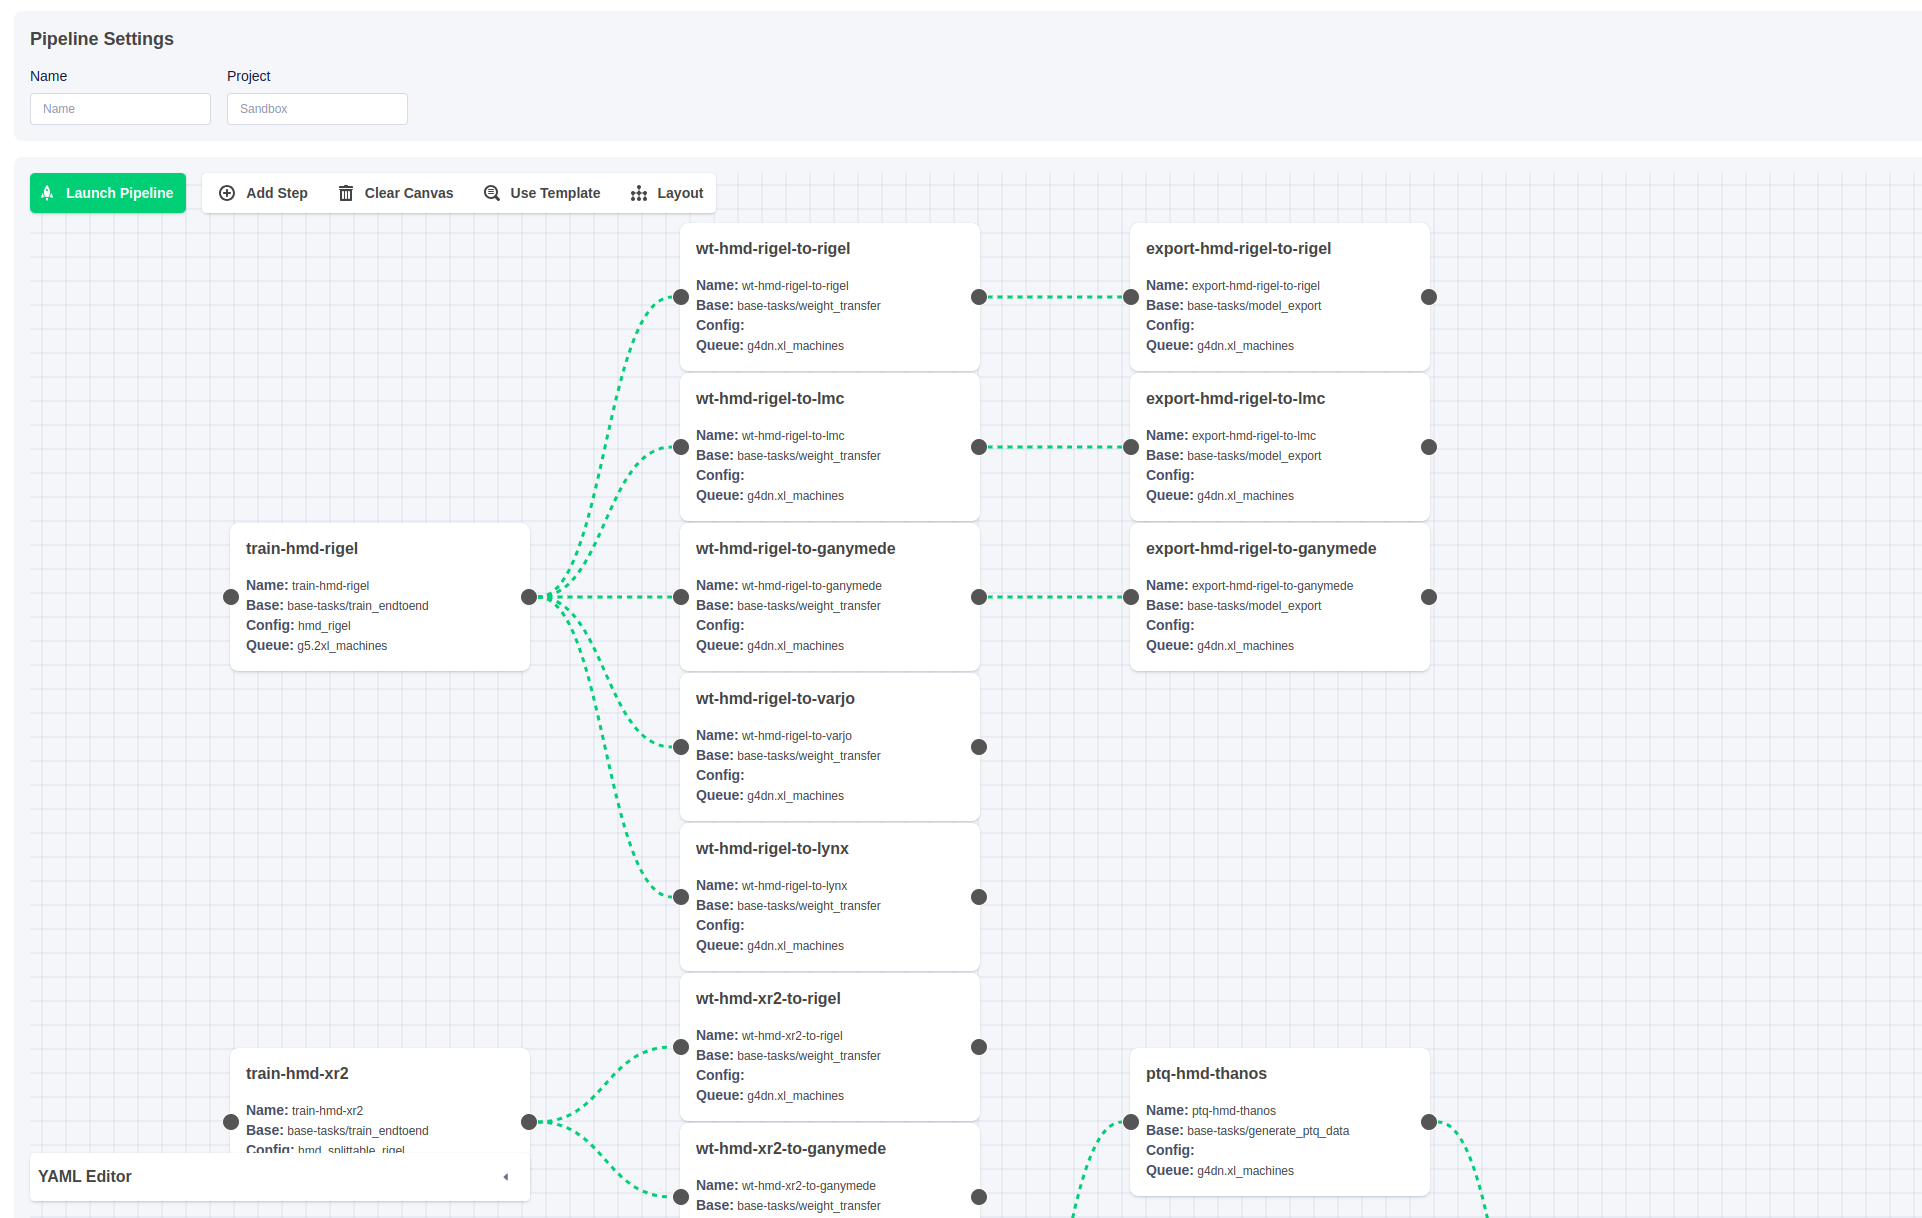 Pipeline Settings
Name
Project
Name
Sandbox
Launch Pipeline
Add Step
Clear Canvas
Use Template
Layout
wt-hmd-rigel-to-rigel
Name: wt-hmd-rigel-to-rigel
Base: base-tasks/weight_transfer
Config:
Queue: g4dn.xl_machines
export-hmd-rigel-to-rigel
Name: export-hmd-rigel-to-rigel
Base: base-tasks/model_export
Config:
Queue: g4dn.xl_machines
wt-hmd-rigel-to-lmc
Name: wt-hmd-rigel-to-lmc
Base: base-tasks/weight_transfer
Config:
Queue: g4dn.xl_machines
export-hmd-rigel-to-lmc
Name: export-hmd-rigel-to-lmc
Base: base-tasks/model_export
Config:
Queue: g4dn.xl_machines
train-hmd-rigel
Name: train-hmd-rigel
Base: base-tasks/train_endtoend
Config: hmd_rigel
Queue: g5.2xl_machines
wt-hmd-rigel-to-ganymede
Name: wt-hmd-rigel-to-ganymede
Base: base-tasks/weight_transfer
Config:
Queue: g4dn.xl_machines
export-hmd-rigel-to-ganymede
Name: export-hmd-rigel-to-ganymede
Base: base-tasks/model_export
Config:
Queue: g4dn.xl_machines
wt-hmd-rigel-to-varjo
Name: wt-hmd-rigel-to-varjo
Base: base-tasks/weight_transfer
Config:
Queue: g4dn.xl_machines
wt-hmd-rigel-to-lynx
Name: wt-hmd-rigel-to-lynx
Base: base-tasks/weight_transfer
Config:
Queue: g4dn.xl_machines
wt-hmd-xr2-to-rigel
Name: wt-hmd-xr2-to-rigel
Base: base-tasks/weight_transfer
Config:
Queue: g4dn.xl_machines
train-hmd-xr2
Name: train-hmd-xr2
Base: base-tasks/train_endtoend
Config: hmd_splittable_rigel
ptq-hmd-thanos
Name: ptq-hmd-thanos
Base: base-tasks/generate_ptq_data
Config:
Queue: g4dn.xl_machines
wt-hmd-xr2-to-ganymede
Name: wt-hmd-xr2-to-ganymede
Base: base-tasks/weight_transfer
YAML Editor